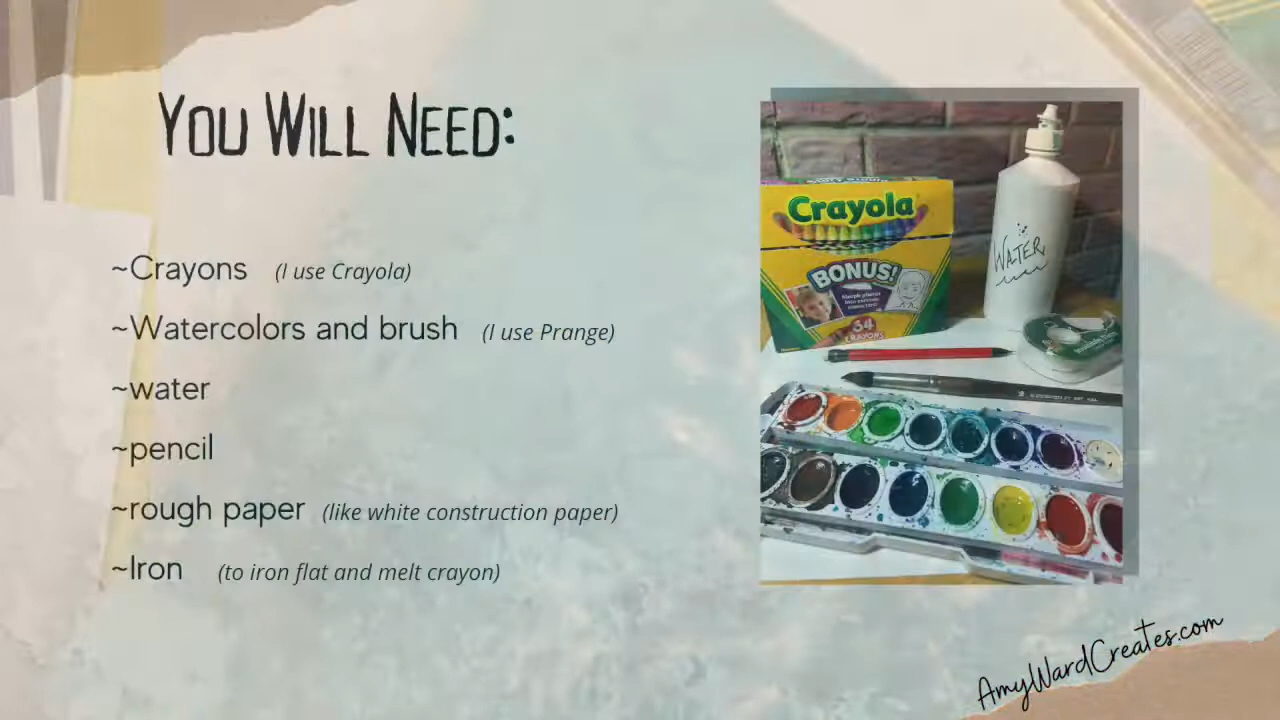 You Will Need:
~Crayons (I use Crayola)
~Watercolors and brush (I use Prange)
~water
~pencil
~rough paper (like white construction paper)
~Iron (to iron flat and melt crayon)
Crayola
BONUS!
64
CRAYONS
WATER
AmyWardCreates.com